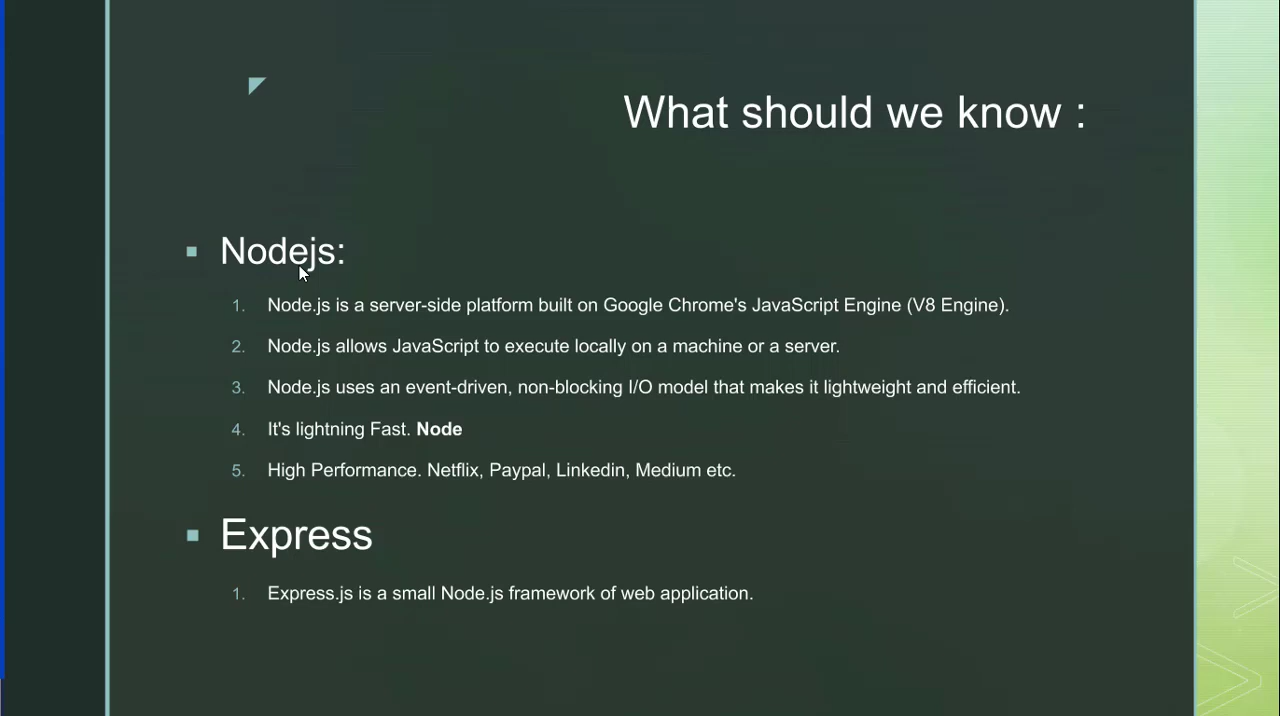 What should we know :
Nodejs:
1. Node.js is a server-side platform built on Google Chrome's JavaScript Engine (V8 Engine).
2. Node.js allows JavaScript to execute locally on a machine or a server.
3. Node.js uses an event-driven, non-blocking I/O model that makes it lightweight and efficient.
4. It's lightning Fast. Node
5. High Performance. Netflix, Paypal, Linkedin, Medium etc.
Express
1. Express.js is a small Node.js framework of web application.